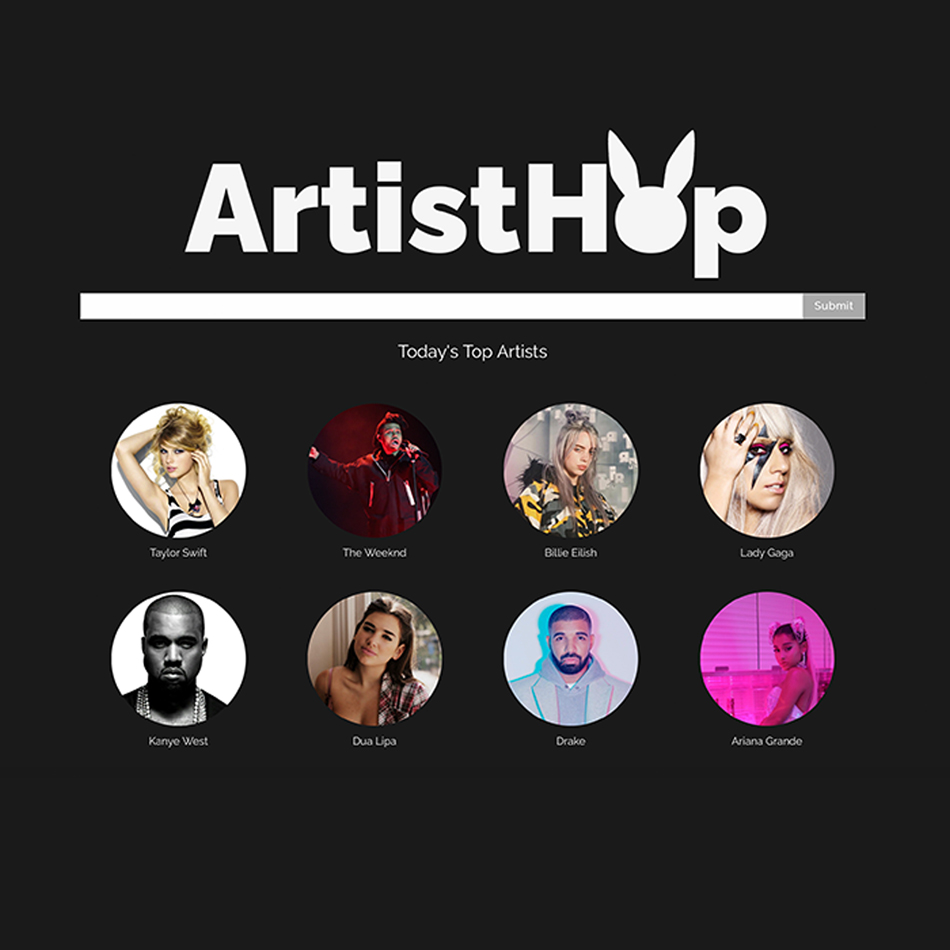 ArtistHop
Submit
Today's Top Artists
Taylor Swift
The Weeknd
Billie Eilish
Lady Gaga
Kanye West
Dua Lipa
Drake
Ariana Grande